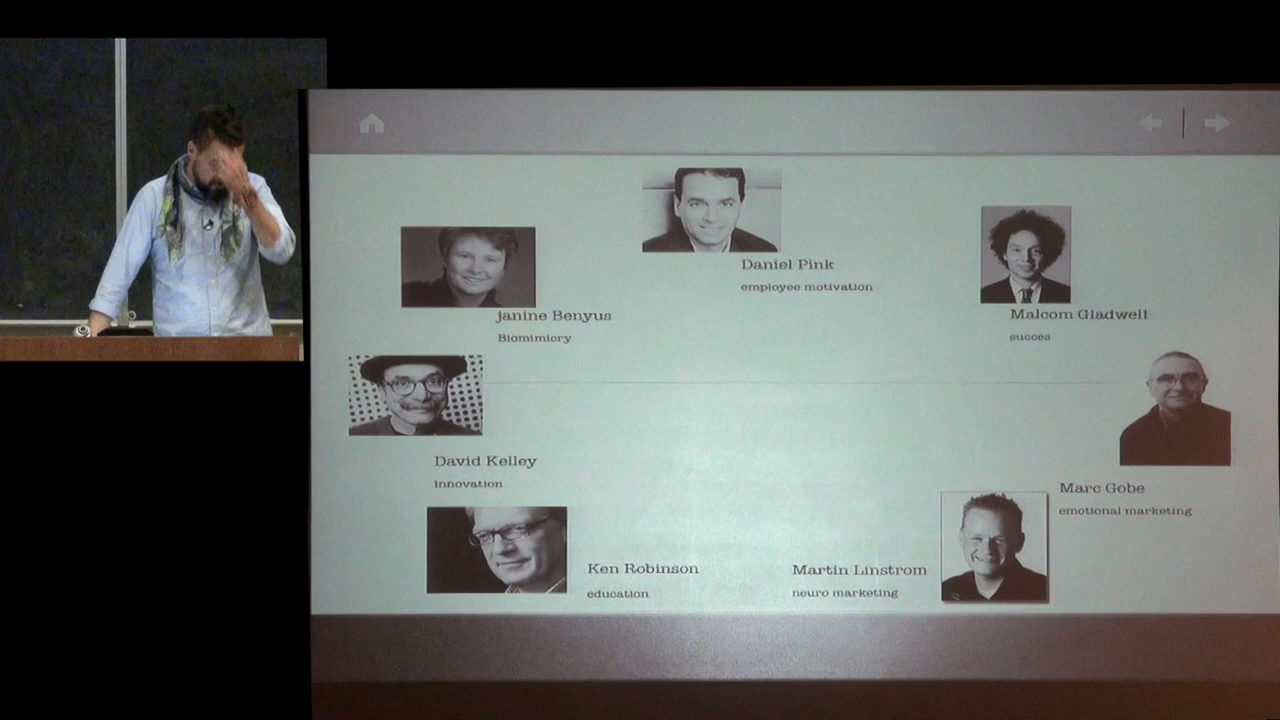 Daniel Pink
employee motivation
janine Benyus
Biomimicry
Malcom Gladwell
succes
David Kelley
innovation
Marc Gobe
emotional marketing
Ken Robinson
education
Martin Linstrom
neuro marketing